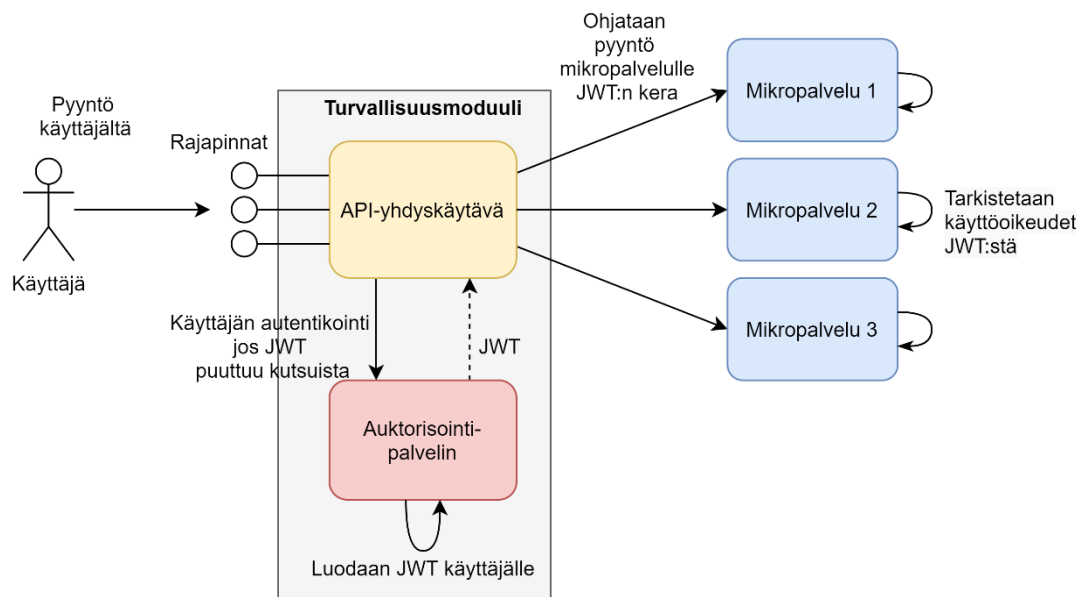 Pyyntö
käyttäjältä
Käyttäjä
Rajapinnat
Turvallisuusmoduuli
API-yhdyskäytävä
Käyttäjän autentikointi
jos JWT
puuttuu kutsuista
JWT
Auktorisointi-
palvelin
Luodaan JWT käyttäjälle
Ohjataan
pyyntö
mikropalvelulle
JWT:n kera
Mikropalvelu 1
Mikropalvelu 2
Tarkistetaan
käyttöoikeudet
JWT:stä
Mikropalvelu 3